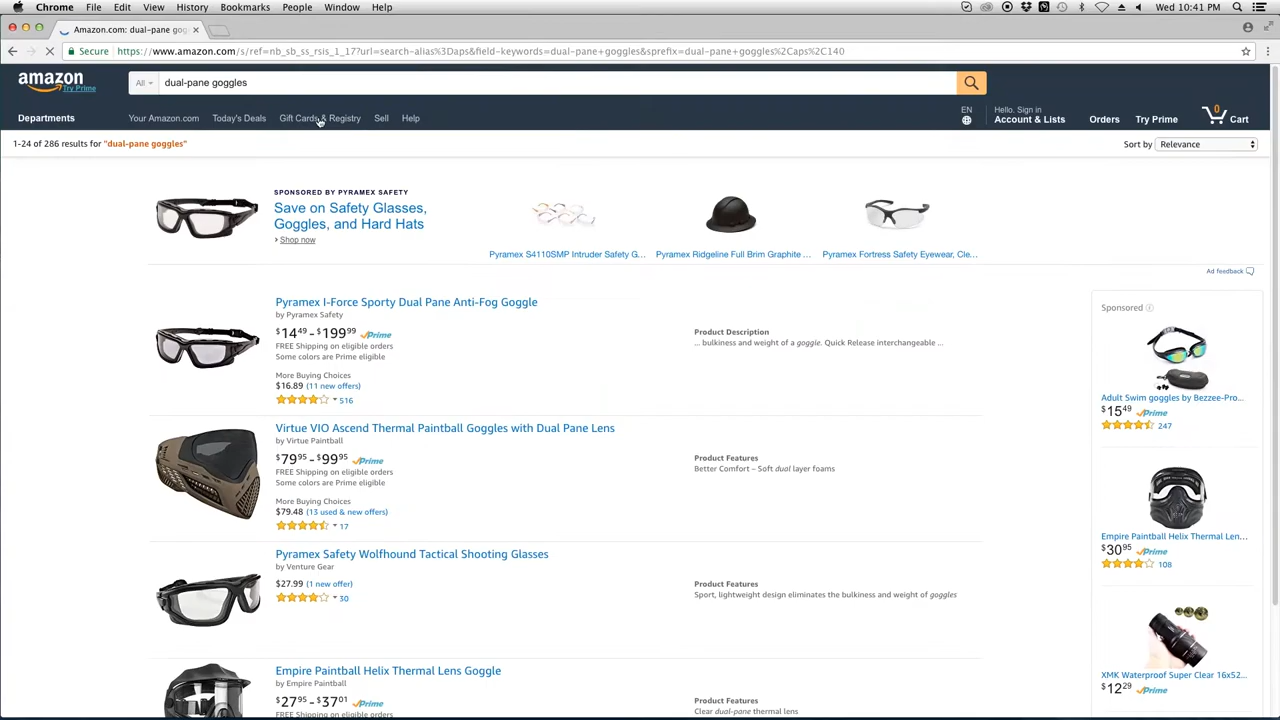 Chrome File Edit View History Bookmarks People Window Help
Wed 10:41 PM
Amazon.com: dual-pane gog
Secure https://www.amazon.com/s/ref=nb_sb_ss_rsis_1_17?url=search-alias%3Daps&field-keywords=dual-pane+goggles&sprefix=dual-pane+goggles%2Caps%2C140
amazon
Try Prime
All dual-pane goggles
Departments Your Amazon.com Today's Deals Gift Cards & Registry Sell Help
EN
Hello. Sign in
Account & Lists Orders Try Prime 0 Cart
1-24 of 286 results for "dual-pane goggles"
Sort by Relevance
SPONSORED BY PYRAMEX SAFETY
Save on Safety Glasses,
Goggles, and Hard Hats
Shop now
Pyramex S4110SMP Intruder Safety G...
Pyramex Ridgeline Full Brim Graphite ...
Pyramex Fortress Safety Eyewear, Cle...
Ad feedback
Pyramex I-Force Sporty Dual Pane Anti-Fog Goggle
by Pyramex Safety
$14.49 - $199.99 Prime
FREE Shipping on eligible orders
Some colors are Prime eligible
More Buying Choices
$16.89 (11 new offers)
516
Product Description
... bulkiness and weight of a goggle. Quick Release interchangeable ...
Virtue VIO Ascend Thermal Paintball Goggles with Dual Pane Lens
by Virtue Paintball
$79.95 - $99.95 Prime
FREE Shipping on eligible orders
Some colors are Prime eligible
More Buying Choices
$79.48 (13 used & new offers)
17
Product Features
Better Comfort – Soft dual layer foams
Pyramex Safety Wolfhound Tactical Shooting Glasses
by Venture Gear
$27.99 (1 new offer)
30
Product Features
Sport, lightweight design eliminates the bulkiness and weight of goggles
Empire Paintball Helix Thermal Lens Goggle
by Empire Paintball
$27.95 - $37.01 Prime
FREE Shipping on eligible orders
Product Features
Clear dual-pane thermal lens
Sponsored
Adult Swim goggles by Bezzee-Pro...
$15.49 Prime
247
Empire Paintball Helix Thermal Len...
$30.95 Prime
108
XMK Waterproof Super Clear 16x52...
$12.29 Prime